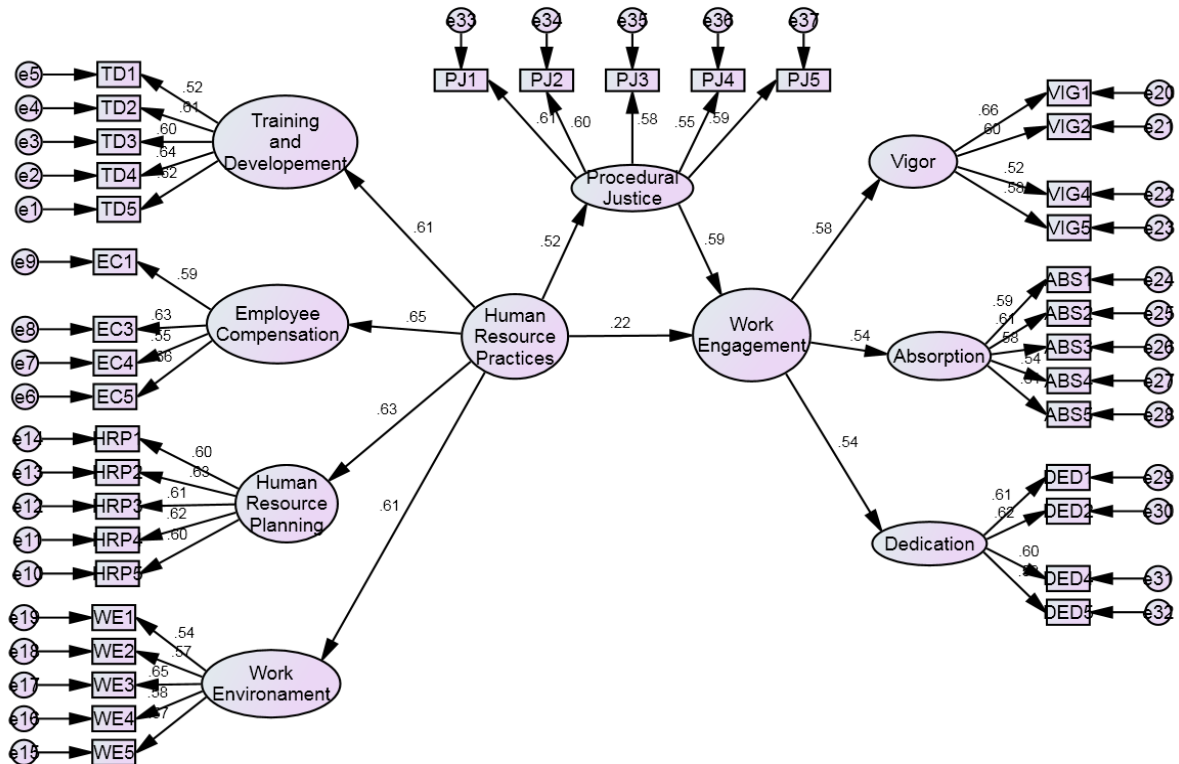 e33
e34
e35
e36
e37
PJ1
PJ2
PJ3
PJ4
PJ5
.61
.60
.58
.55
.59
Procedural
Justice
e5
TD1
e4
TD2
e3
TD3
e2
TD4
e1
TD5
.52
.61
.60
.64
.62
Training
and
Developement
.61
e9
EC1
e8
EC3
e7
EC4
e6
EC5
.59
.63
.55
Employee
Compensation
.65
e14
HRP1
e13
HRP2
e12
HRP3
e11
HRP4
e10
HRP5
.60
.63
.61
.62
.60
Human
Resource
Planning
.63
e19
WE1
e18
WE2
e17
WE3
e16
WE4
e15
WE5
.54
.57
.65
.58
Work
Environament
.61
Human
Resource
Practices
.52
.22
.59
Work
Engagement
.58
.54
.54
Vigor
.66
.60
.52
.58
VIG1
e20
VIG2
e21
VIG4
e22
VIG5
e23
Absorption
.59
.61
.58
.54
ABS1
e24
ABS2
e25
ABS3
e26
ABS4
e27
ABS5
e28
Dedication
.61
.62
.60
DED1
e29
DED2
e30
DED4
e31
DED5
e32